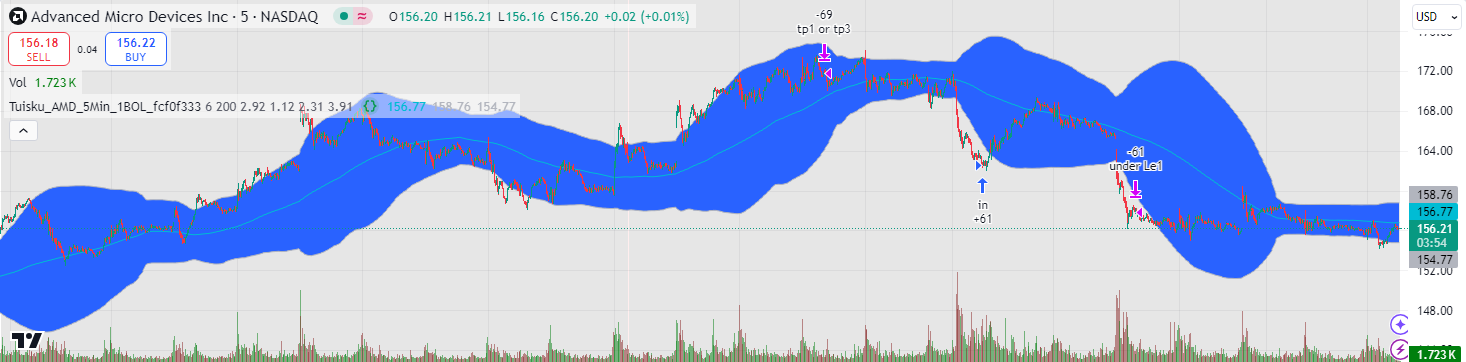 Advanced Micro Devices Inc · 5 · NASDAQ
O156.20 H156.21 L156.16 C156.20 +0.02 (+0.01%)
USD
156.18
SELL
0.04
156.22
BUY
Vol 1.723 K
Tuisku_AMD_5Min_1BOL_fcf0f333 6 200 2.92 1.12 2.31 3.91 {} 156.77 158.76 154.77
-69
tp1 or tp3
in
+61
-61
under Le1
172.00
168.00
164.00
158.76
156.77
156.21
03:54
154.77
152.00
148.00
1.723 K